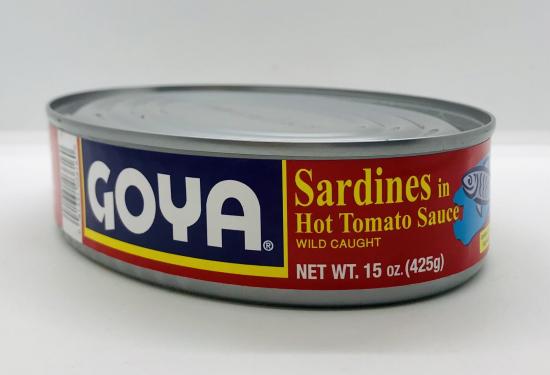 GOYA®
Sardines in
Hot Tomato Sauce
WILD CAUGHT
NET WT. 15 oz. (425g)